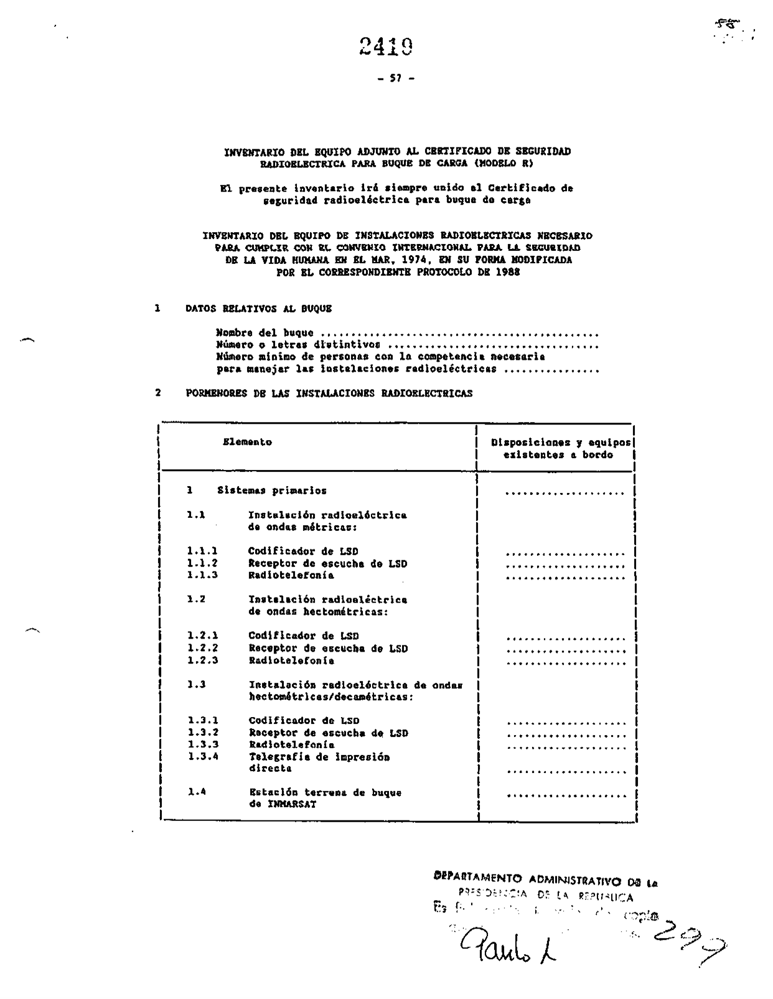 55
2419
- 57 -
INVENTARIO DEL EQUIPO ADJUNTO AL CERTIFICADO DE SEGURIDAD
RADIOELECTRICA PARA BUQUE DE CARGA (MODELO R)
El presente inventario irá siempre unido al Certificado de
seguridad radioeléctrica para buque de carga
INVENTARIO DEL EQUIPO DE INSTALACIONES RADIOELECTRICAS NECESARIO
PARA CUMPLIR CON EL CONVENIO INTERNACIONAL PARA LA SEGURIDAD
DE LA VIDA HUMANA EN EL MAR, 1974, EN SU FORMA MODIFICADA
POR EL CORRESPONDIENTE PROTOCOLO DE 1988
1 DATOS RELATIVOS AL BUQUE
Nombre del buque ..............................................
Número o letras distintivos ...................................
Número mínimo de personas con la competencia necesaria
para manejar las instalaciones radioeléctricas ................
2 PORMENORES DE LAS INSTALACIONES RADIOELECTRICAS
Elemento
Disposiciones y equipos
existentes a bordo
1 Sistemas primarios ....................
1.1 Instalación radioeléctrica
de ondas métricas:
1.1.1 Codificador de LSD ....................
1.1.2 Receptor de escucha de LSD ....................
1.1.3 Radiotelefonía ....................
1.2 Instalación radioeléctrica
de ondas hectométricas:
1.2.1 Codificador de LSD ....................
1.2.2 Receptor de escucha de LSD ....................
1.2.3 Radiotelefonía ....................
1.3 Instalación radioeléctrica de ondas
hectométricas/decamétricas:
1.3.1 Codificador de LSD ....................
1.3.2 Receptor de escucha de LSD ....................
1.3.3 Radiotelefonía ....................
1.3.4 Telegrafía de impresión
directa ....................
1.4 Estación terrena de buque ....................
de INMARSAT
DEPARTAMENTO ADMINISTRATIVO DE LA
PRESIDENCIA DE LA REPUBLICA
Es copia
299